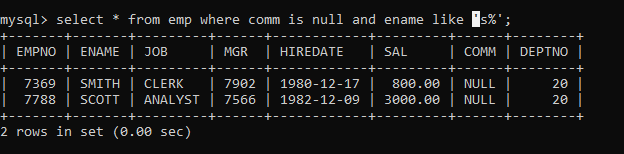 mysql> select * from emp where comm is null and ename like 's%';
+-------+-------+---------+------+------------+---------+------+--------+
| EMPNO | ENAME | JOB     | MGR  | HIREDATE   | SAL     | COMM | DEPTNO |
+-------+-------+---------+------+------------+---------+------+--------+
|  7369 | SMITH | CLERK   | 7902 | 1980-12-17 |  800.00 | NULL |     20 |
|  7788 | SCOTT | ANALYST | 7566 | 1982-12-09 | 3000.00 | NULL |     20 |
+-------+-------+---------+------+------------+---------+------+--------+
2 rows in set (0.00 sec)